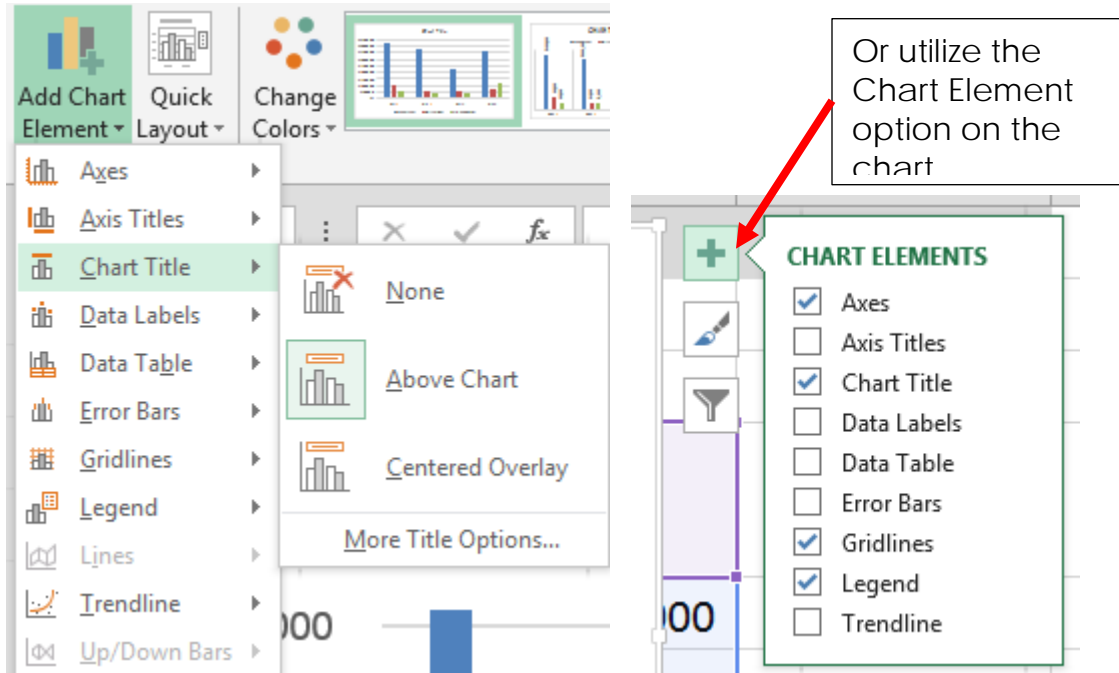 Add Chart
Element
Quick
Layout
Change
Colors
Axes
Axis Titles
Chart Title
Data Labels
Data Table
Error Bars
Gridlines
Legend
Lines
Trendline
Up/Down Bars
fx
None
Above Chart
Centered Overlay
More Title Options...
000
Or utilize the
Chart Element
option on the
chart
CHART ELEMENTS
Axes
Axis Titles
Chart Title
Data Labels
Data Table
Error Bars
Gridlines
Legend
Trendline
000